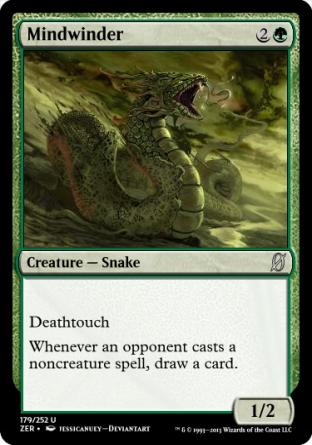 Mindwinder 2
Creature — Snake
Deathtouch
Whenever an opponent casts a
noncreature spell, draw a card.
1/2
179/252 U
ZER • JESSICANUEY—DEVIANTART
™ & © 1993–2013 Wizards of the Coast LLC